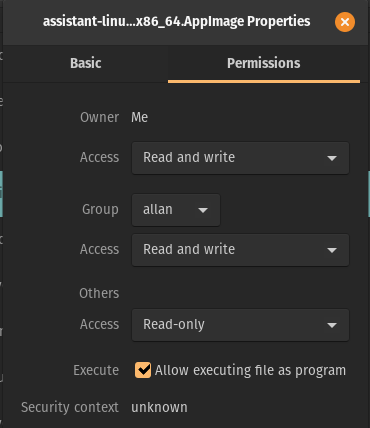 assistant-linu...x86_64.AppImage Properties
Basic Permissions
Owner Me
Access Read and write
Group allan
Access Read and write
Others
Access Read-only
Execute Allow executing file as program
Security context unknown